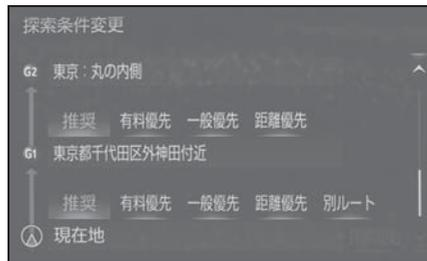 探索条件変更
G2 東京：丸の内側
推奨 有料優先 一般優先 距離優先
G1 東京都千代田区外神田付近
推奨 有料優先 一般優先 距離優先 別ルート
現在地